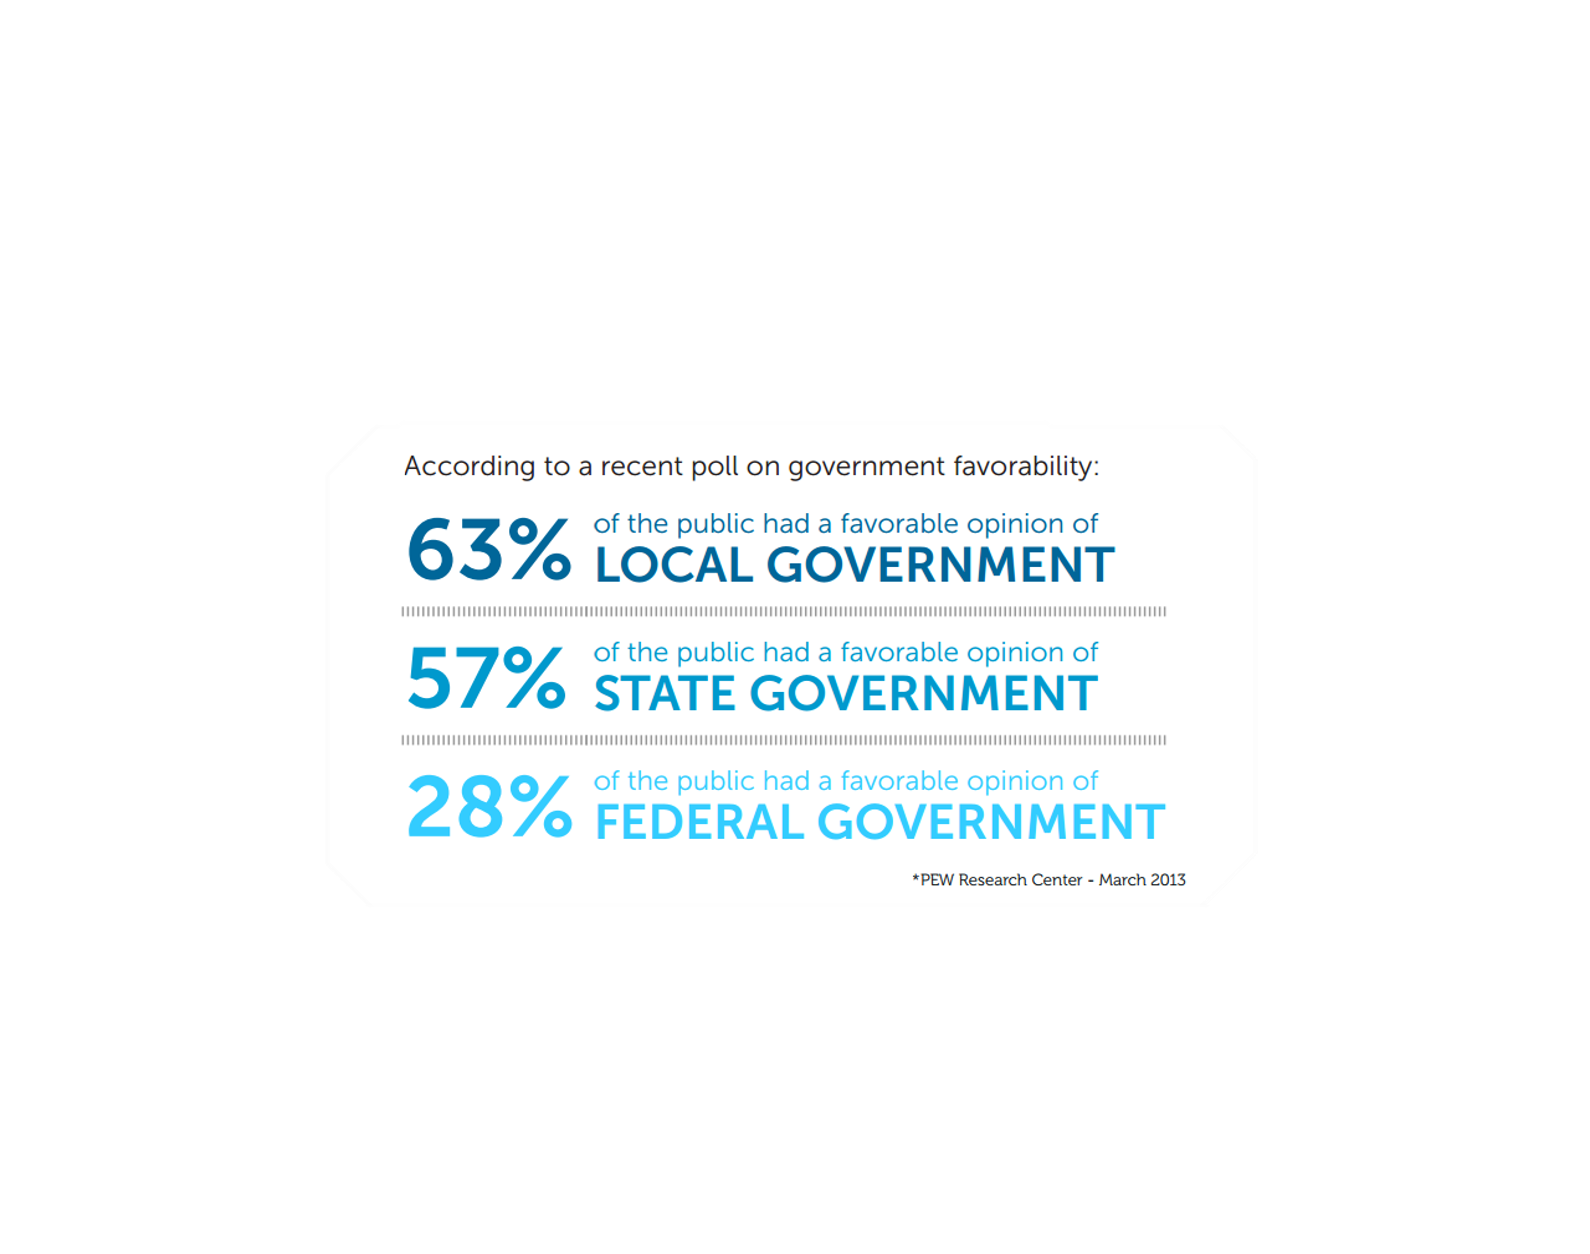 According to a recent poll on government favorability:
63% of the public had a favorable opinion of
LOCAL GOVERNMENT
57% of the public had a favorable opinion of
STATE GOVERNMENT
28% of the public had a favorable opinion of
FEDERAL GOVERNMENT
*PEW Research Center - March 2013